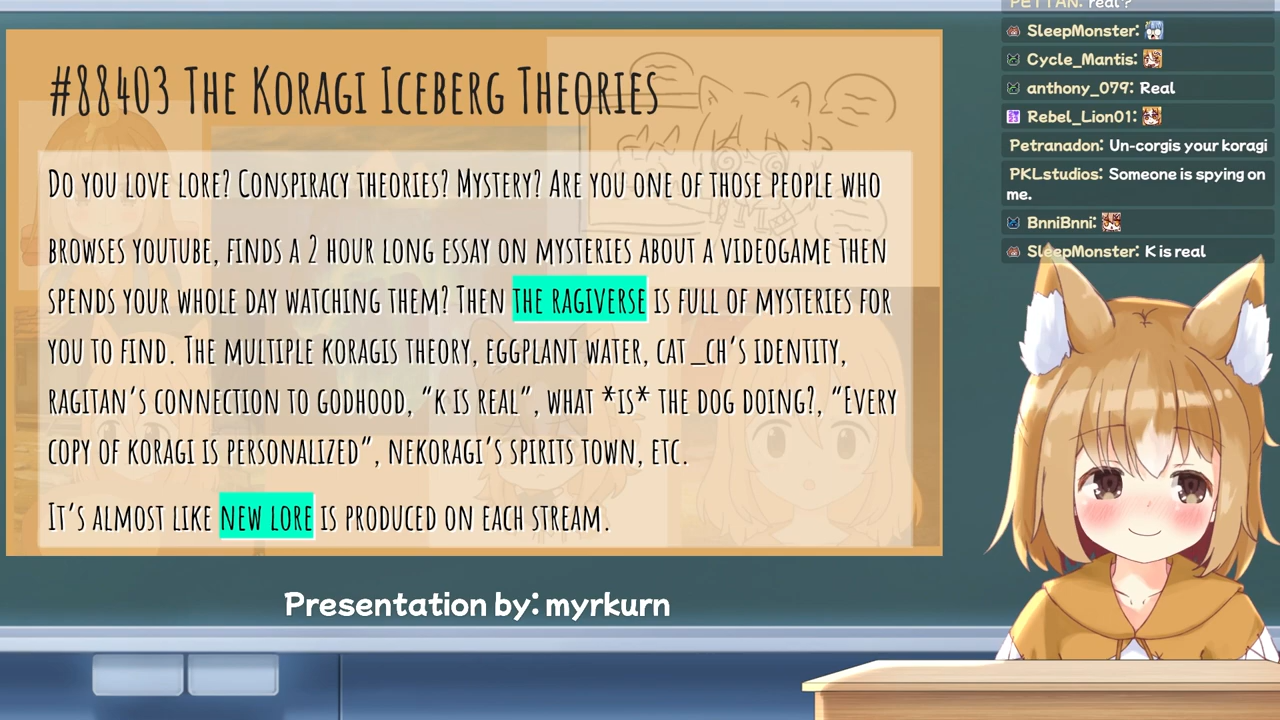 #88403 The Koragi Iceberg Theories
Do you love lore? Conspiracy theories? Mystery? Are you one of those people who
browses youtube, finds a 2 hour long essay on mysteries about a videogame then
spends your whole day watching them? Then the Ragiverse is full of mysteries for
you to find. The multiple koragis theory, eggplant water, cat_ch's identity,
ragitan's connection to godhood, "k is real", what *is* the dog doing?, "Every
copy of koragi is personalized", nekoragi's spirits town, etc.
It's almost like new lore is produced on each stream.
Presentation by: myrkurn
PETTAN: real?
SleepMonster:
Cycle_Mantis:
anthony_079: Real
Rebel_Lion01:
Petranadon: Un-corgis your koragi
PKLstudios: Someone is spying on
me.
BnniBnni:
SleepMonster: K is real